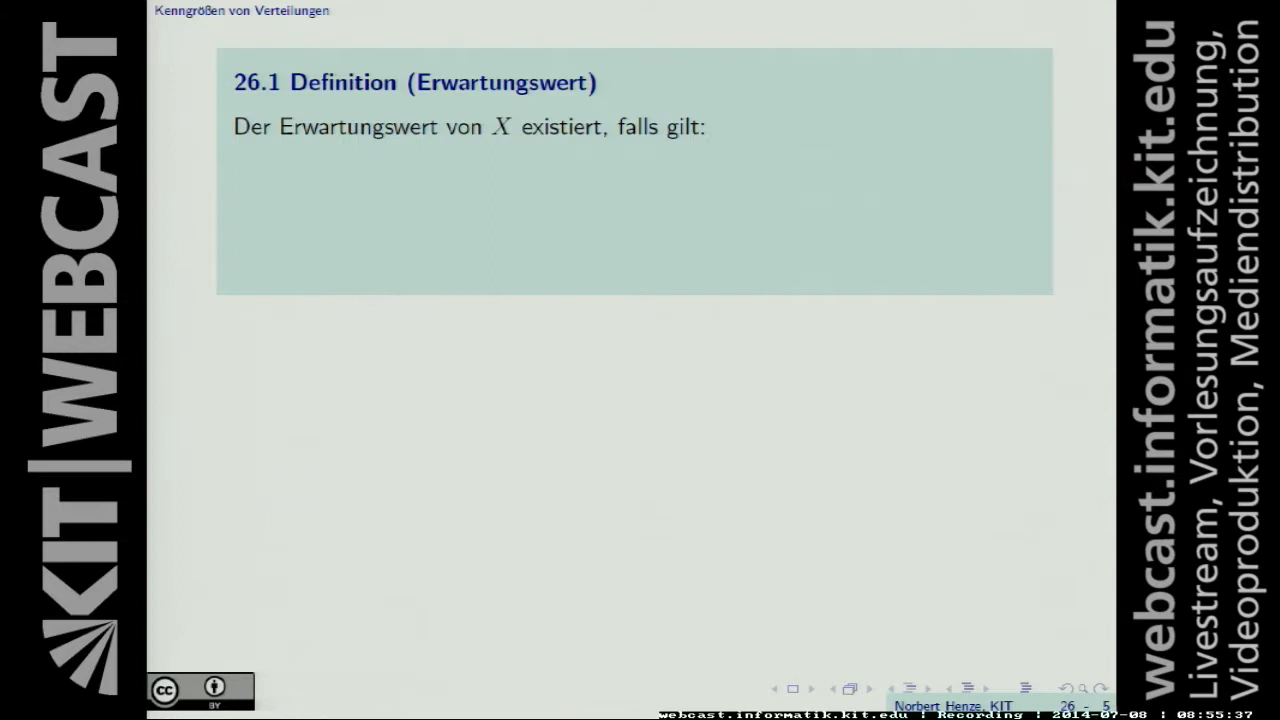 Kenngrößen von Verteilungen
26.1 Definition (Erwartungswert)
Der Erwartungswert von X existiert, falls gilt:
KIT | WEBCAST
webcast.informatik.kit.edu
Livestream, Vorlesungsaufzeichnung,
Videoproduktion, Mediendistribution
cc
BY
Norbert Henze, KIT 26 - 5
webcast.informatik.kit.edu | Recording | 2014-07-08 | 08:55:37